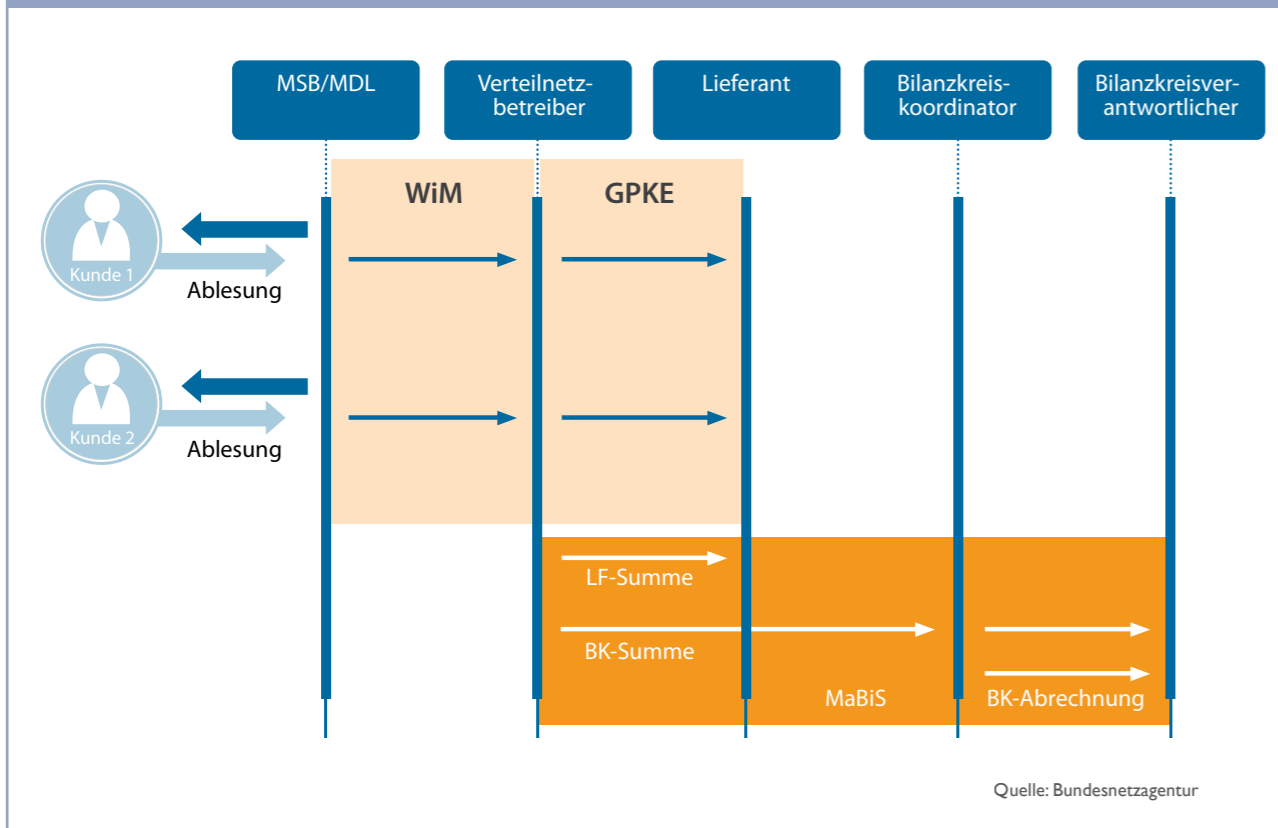 MSB/MDL
Verteilnetz-
betreiber
Lieferant
Bilanzkreis-
koordinator
Bilanzkreisver-
antwortlicher
WiM
GPKE
Kunde 1
Ablesung
Kunde 2
Ablesung
LF-Summe
BK-Summe
MaBiS
BK-Abrechnung
Quelle: Bundesnetzagentur